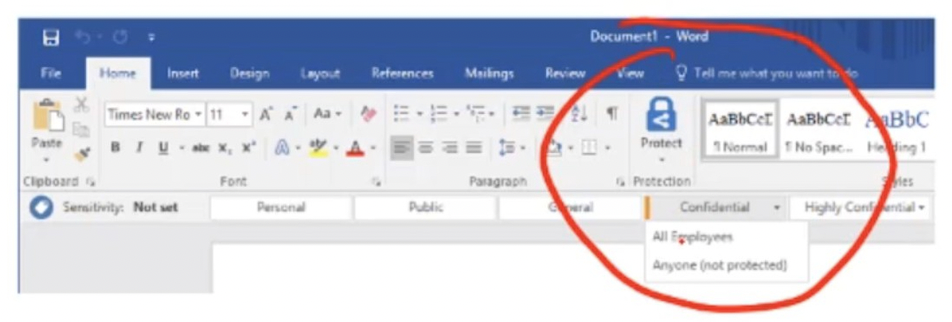 Document1 - Word
File Home Insert Design Layout References Mailings Review View Tell me what you want to do
Times New Ro 11 A A Aa
AaBbCcI AaBbCcI AaBbC
Paste B I U abc x, x² A ab A Protect ¶ Normal ¶ No Spac... Heading 1
Clipboard Font Paragraph Protection Styles
Sensitivity: Not set Personal Public General Confidential Highly Confidential
All Employees
Anyone (not protected)